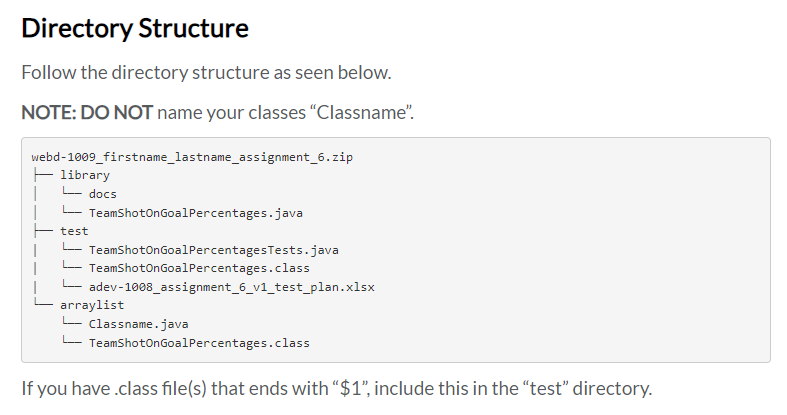 Directory Structure
Follow the directory structure as seen below.
NOTE: DO NOT name your classes “Classname”.
webd-1009_firstname_lastname_assignment_6.zip
├── library
│   └── docs
│   └── TeamShotOnGoalPercentages.java
├── test
|   └── TeamShotOnGoalPercentagesTests.java
|   └── TeamShotOnGoalPercentages.class
|   └── adev-1008_assignment_6_v1_test_plan.xlsx
└── arraylist
    └── Classname.java
    └── TeamShotOnGoalPercentages.class
If you have .class file(s) that ends with “$1”, include this in the “test” directory.